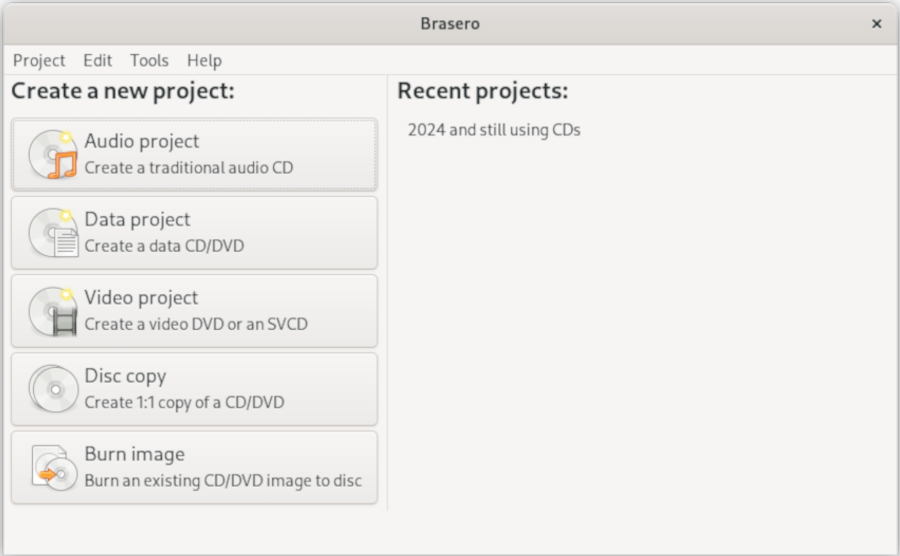 Brasero
Project Edit Tools Help
Create a new project:
Audio project
Create a traditional audio CD
Data project
Create a data CD/DVD
Video project
Create a video DVD or an SVCD
Disc copy
Create 1:1 copy of a CD/DVD
Burn image
Burn an existing CD/DVD image to disc
Recent projects:
2024 and still using CDs